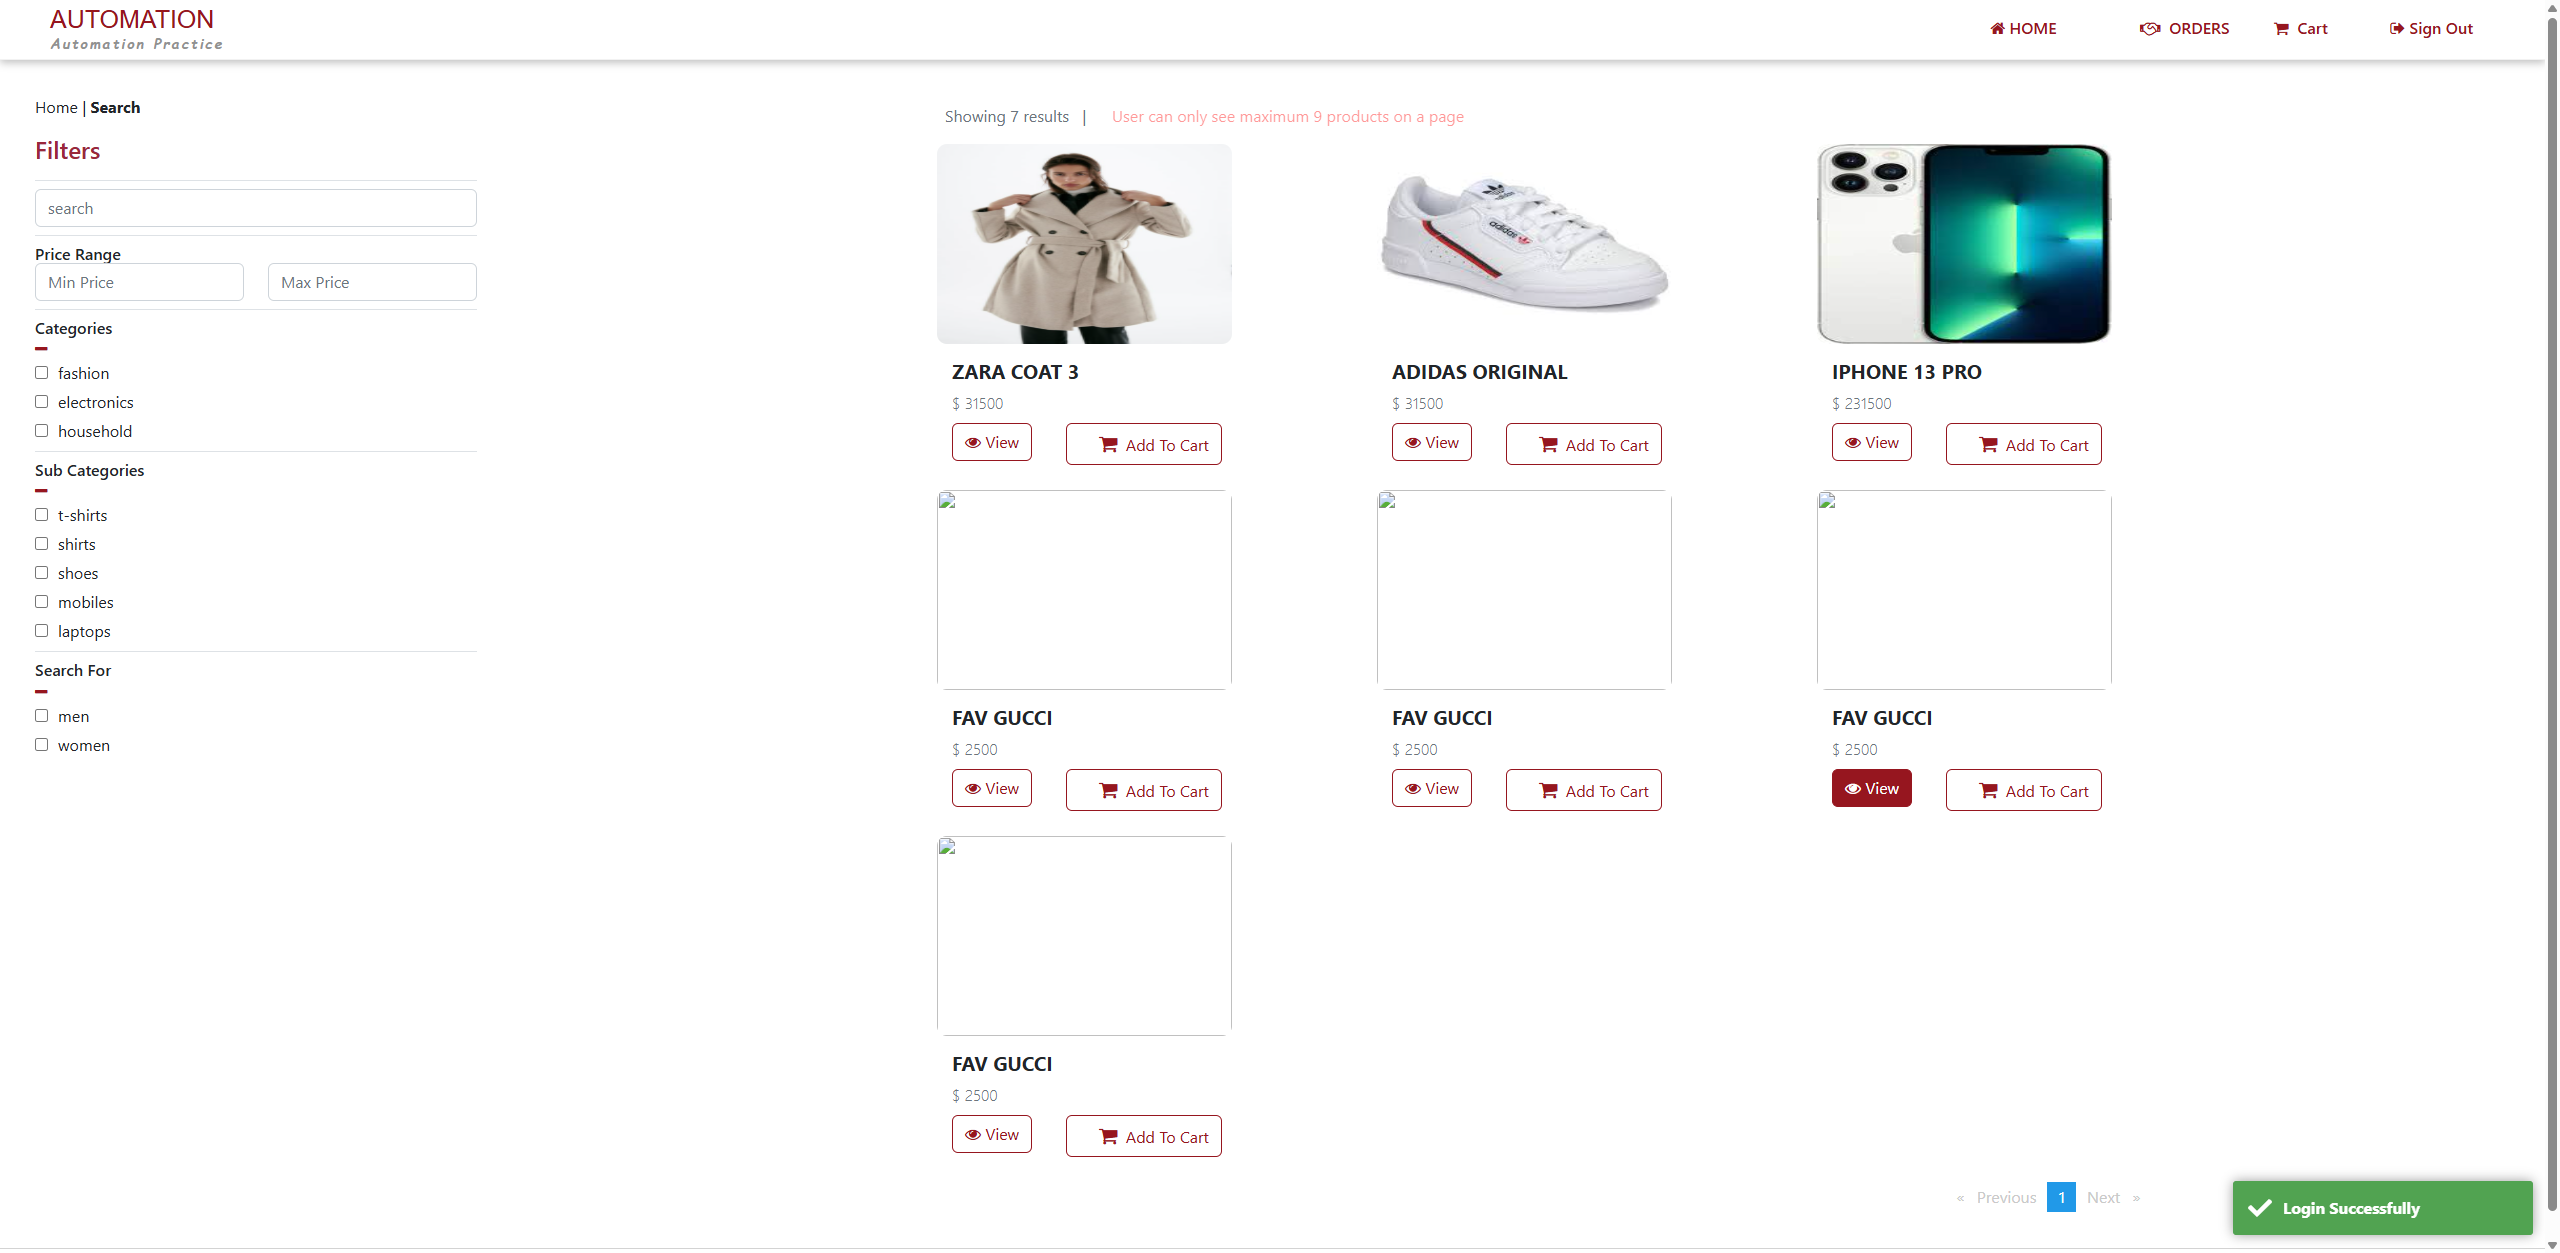 AUTOMATION
Automation Practice
HOME
ORDERS
Cart
Sign Out
Home | Search
Filters
search
Price Range
Min Price
Max Price
Categories
fashion
electronics
household
Sub Categories
t-shirts
shirts
shoes
mobiles
laptops
Search For
men
women
Showing 7 results |
User can only see maximum 9 products on a page
adidas
ZARA COAT 3
$ 31500
View
Add To Cart
ADIDAS ORIGINAL
$ 31500
View
Add To Cart
IPHONE 13 PRO
$ 231500
View
Add To Cart
FAV GUCCI
$ 2500
View
Add To Cart
FAV GUCCI
$ 2500
View
Add To Cart
FAV GUCCI
$ 2500
View
Add To Cart
FAV GUCCI
$ 2500
View
Add To Cart
« Previous 1 Next »
Login Successfully